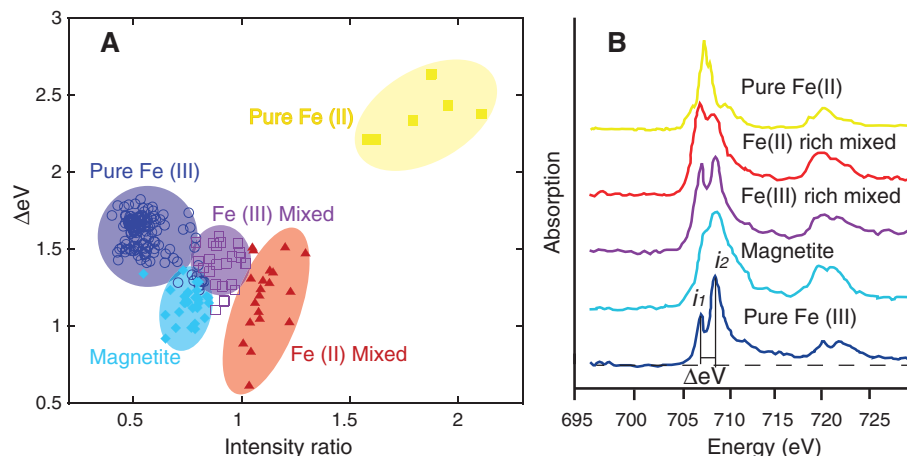 A
3
2.5
2
1.5
1
0.5
ΔeV
Pure Fe (II)
Pure Fe (III)
Fe (III) Mixed
Magnetite
Fe (II) Mixed
0.5
1
1.5
2
Intensity ratio
B
Absorption
Pure Fe(II)
Fe(II) rich mixed
Fe(III) rich mixed
Magnetite
i1
i2
Pure Fe (III)
ΔeV
695
700
705
710
720
725
Energy (eV)